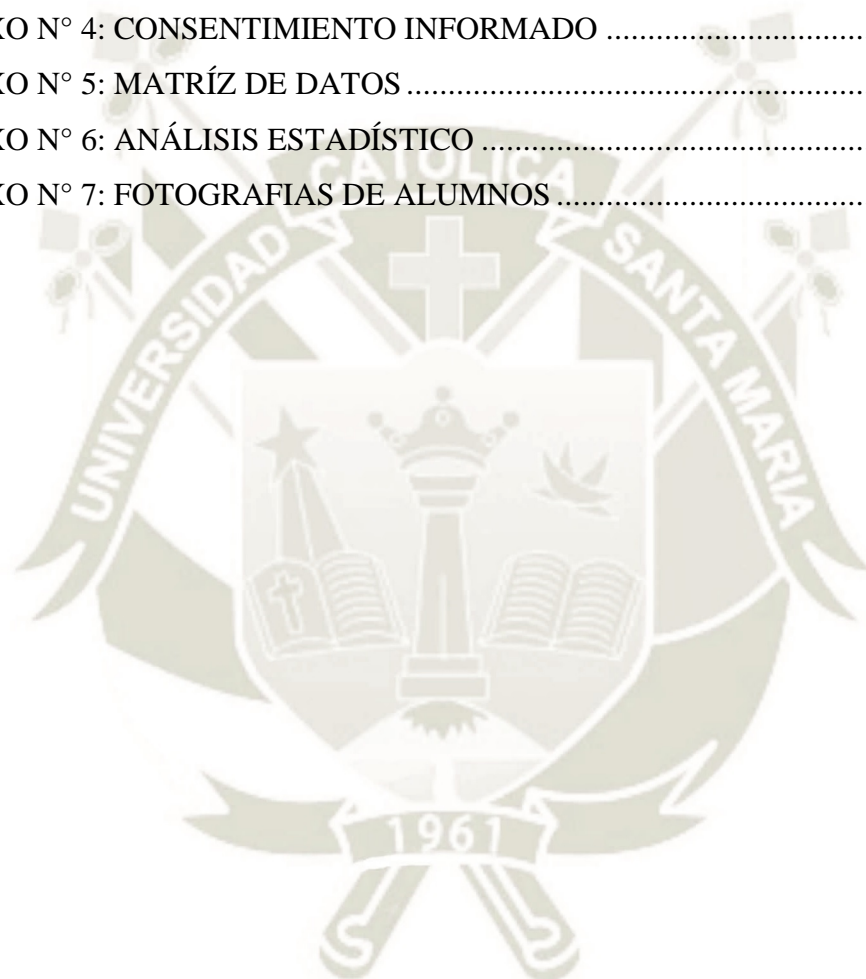 XO N° 4: CONSENTIMIENTO INFORMADO ...............................
XO N° 5: MATRÍZ DE DATOS .......................................................
XO N° 6: ANÁLISIS ESTADÍSTICO ..............................................
XO N° 7: FOTOGRAFIAS DE ALUMNOS .....................................
UNIVERSIDAD CATOLICA SANTA MARIA
1961